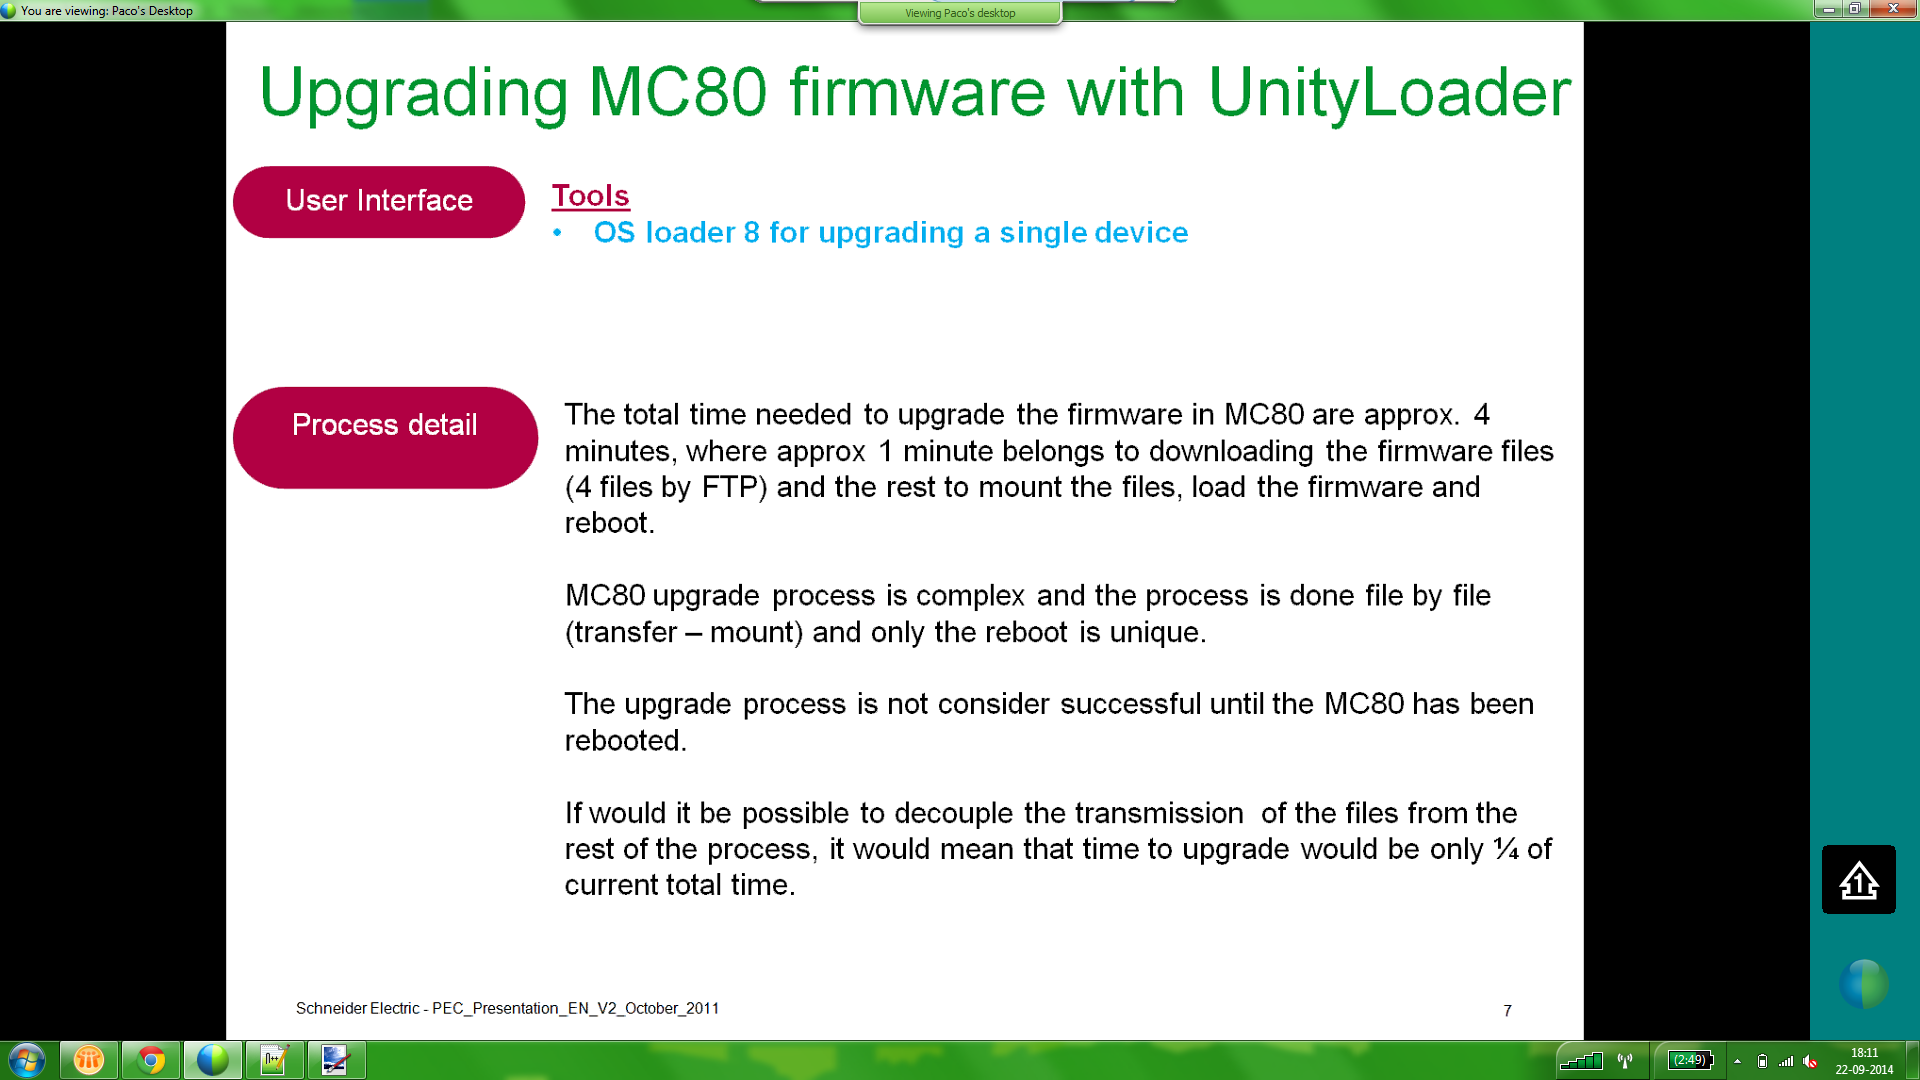 You are viewing: Paco's Desktop
Viewing Paco's desktop
Upgrading MC80 firmware with UnityLoader
User Interface
Tools
• OS loader 8 for upgrading a single device
Process detail
The total time needed to upgrade the firmware in MC80 are approx. 4
minutes, where approx 1 minute belongs to downloading the firmware files
(4 files by FTP) and the rest to mount the files, load the firmware and
reboot.
MC80 upgrade process is complex and the process is done file by file
(transfer – mount) and only the reboot is unique.
The upgrade process is not consider successful until the MC80 has been
rebooted.
If would it be possible to decouple the transmission of the files from the
rest of the process, it would mean that time to upgrade would be only ¼ of
current total time.
1
Schneider Electric - PEC_Presentation_EN_V2_October_2011
7
(2:49)
18:11
22-09-2014